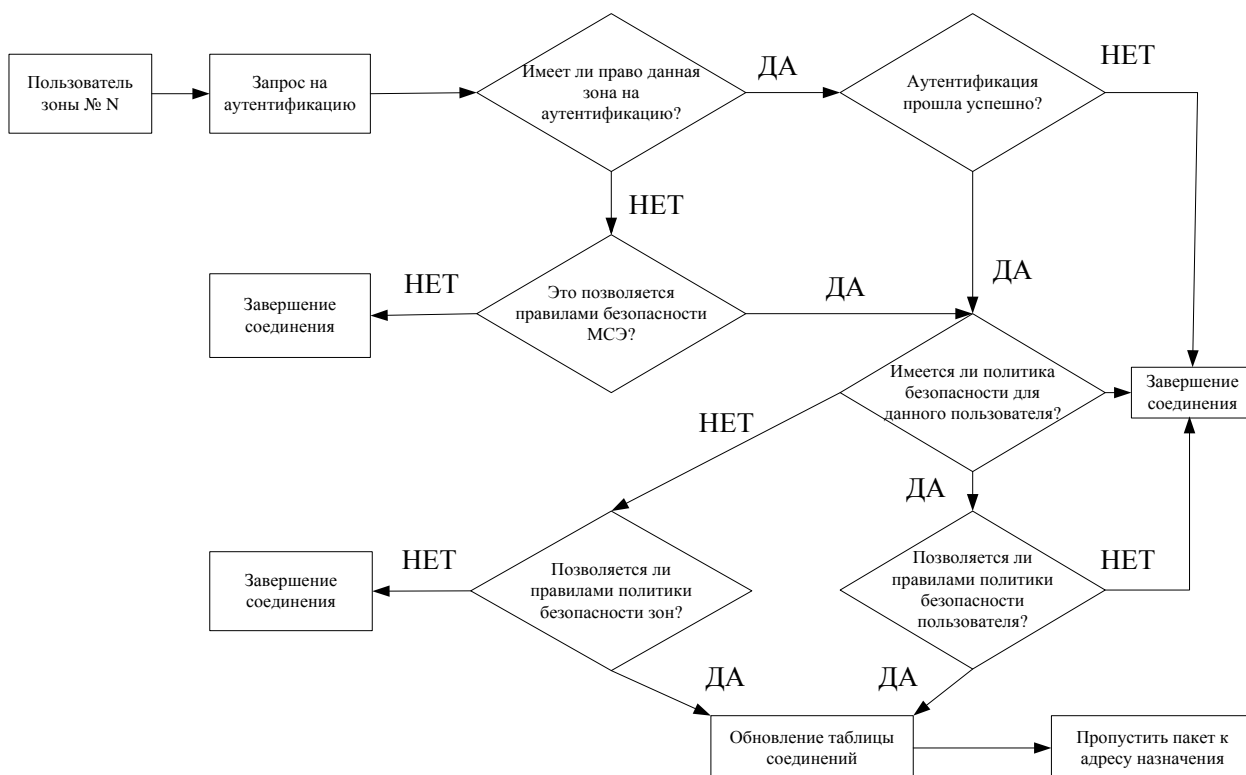 Пользователь
зоны № N
Запрос на
аутентификацию
Имеет ли право данная
зона на
аутентификацию?
ДА
Аутентификация
прошла успешно?
НЕТ
НЕТ
ДА
Завершение
соединения
НЕТ
Это позволяется
правилами безопасности
МСЭ?
ДА
Имеется ли политика
безопасности для
данного пользователя?
Завершение
соединения
НЕТ
ДА
Завершение
соединения
НЕТ
Позволяется ли
правилами политики
безопасности зон?
Позволяется ли
правилами политики
безопасности
пользователя?
НЕТ
ДА
ДА
Обновление таблицы
соединений
Пропустить пакет к
адресу назначения